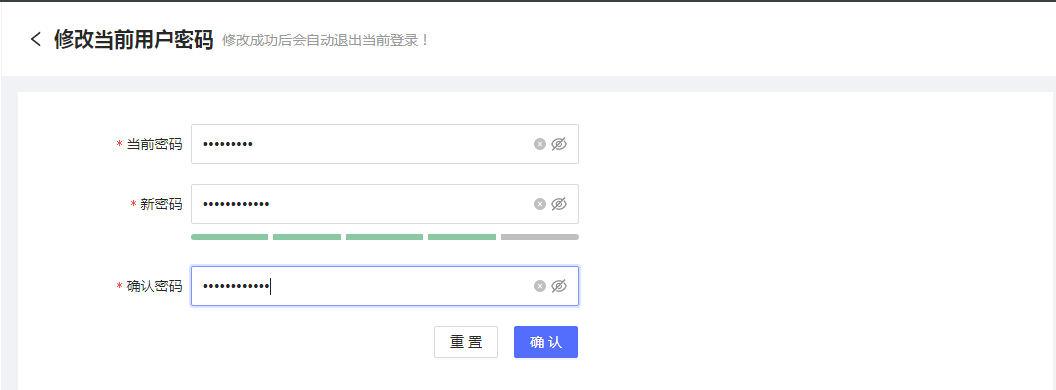 修改当前用户密码 修改成功后会自动退出当前登录！
* 当前密码 •••••••••
* 新密码 ••••••••••••
* 确认密码 ••••••••••••
重 置 确 认